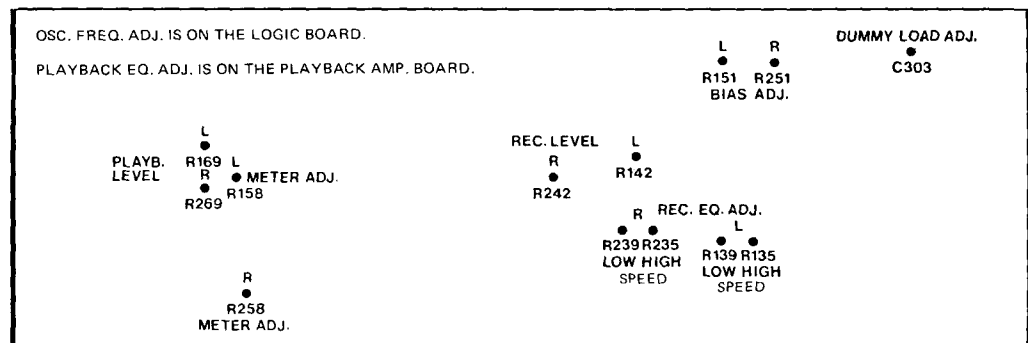 OSC. FREQ. ADJ. IS ON THE LOGIC BOARD.
PLAYBACK EQ. ADJ. IS ON THE PLAYBACK AMP. BOARD.
L R
R151 R251
BIAS ADJ.
DUMMY LOAD ADJ.
C303
PLAYB.
LEVEL
L
R169
R
R269
L
METER ADJ.
R158
REC. LEVEL
R
R242
L
R142
REC. EQ. ADJ.
R
R239 R235
LOW HIGH
SPEED
L
R139 R135
LOW HIGH
SPEED
R
R258
METER ADJ.